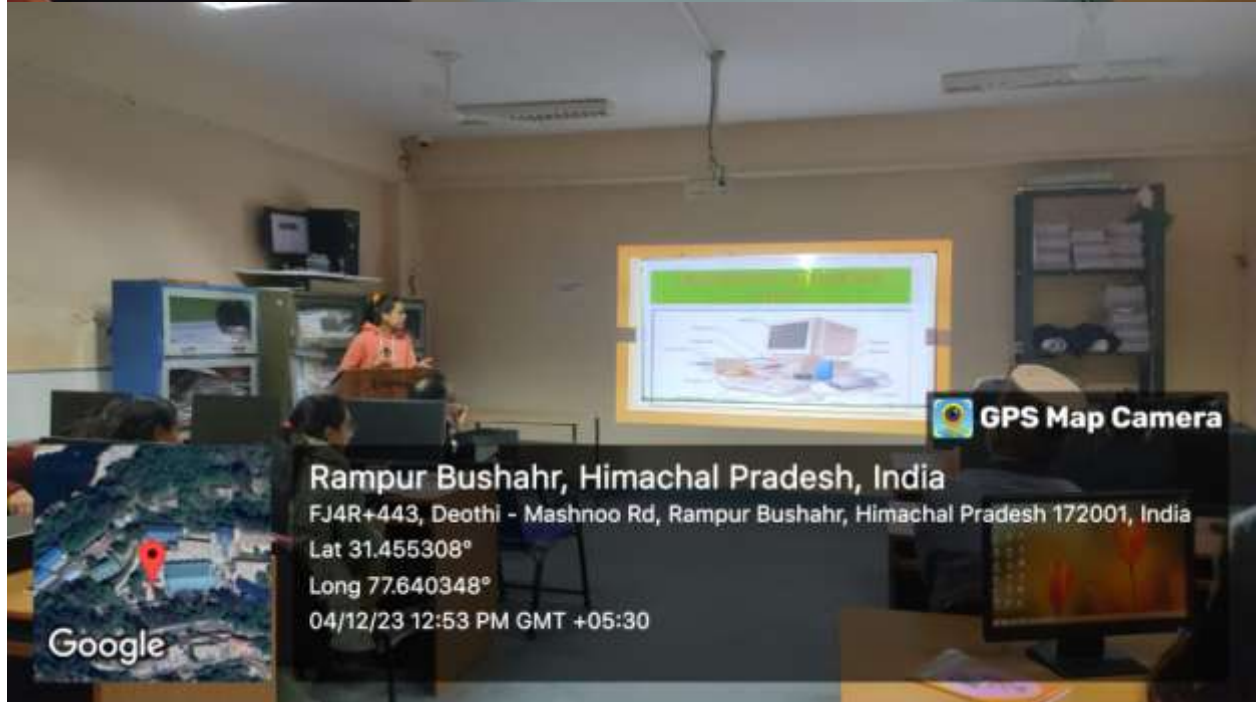 GPS Map Camera
Rampur Bushahr, Himachal Pradesh, India
FJ4R+443, Deothi - Mashnoo Rd, Rampur Bushahr, Himachal Pradesh 172001, India
Lat 31.455308°
Long 77.640348°
04/12/23 12:53 PM GMT +05:30
Google